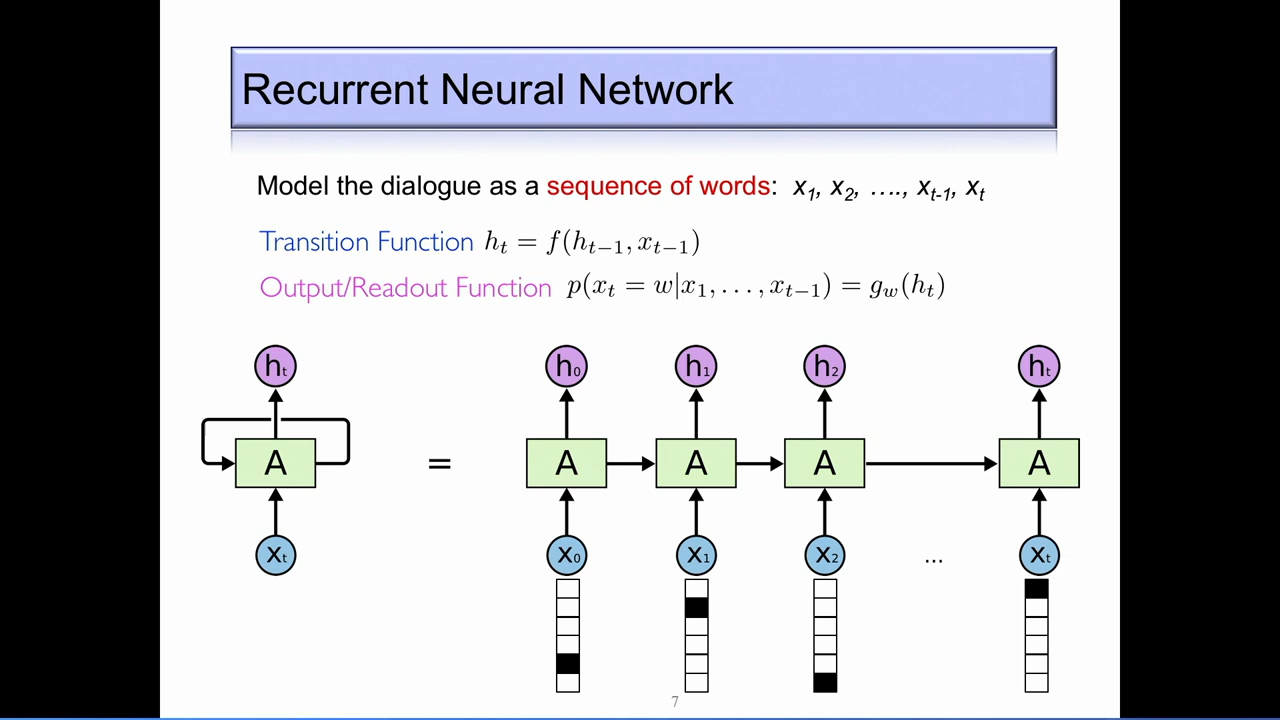 Recurrent Neural Network
Model the dialogue as a sequence of words: x₁, x₂, …., xₜ₋₁, xₜ
Transition Function hₜ = f(hₜ₋₁, xₜ₋₁)
Output/Readout Function p(xₜ = w|x₁, . . . , xₜ₋₁) = g_w(hₜ)
hₜ h₀ h₁ h₂ hₜ
A = A A A A
xₜ x₀ x₁ x₂ ... xₜ
7